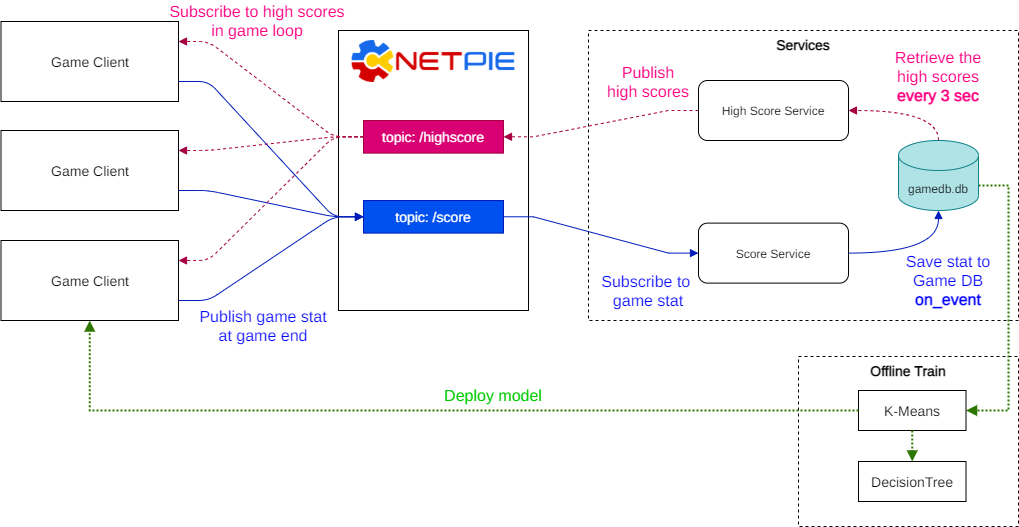 Subscribe to high scores
in game loop
Game Client
Game Client
Game Client
Publish game stat
at game end
NETPIE
topic: /highscore
topic: /score
Services
Publish
high scores
High Score Service
Retrieve the
high scores
every 3 sec
gamedb.db
Subscribe to
game stat
Score Service
Save stat to
Game DB
on_event
Offline Train
K-Means
DecisionTree
Deploy model